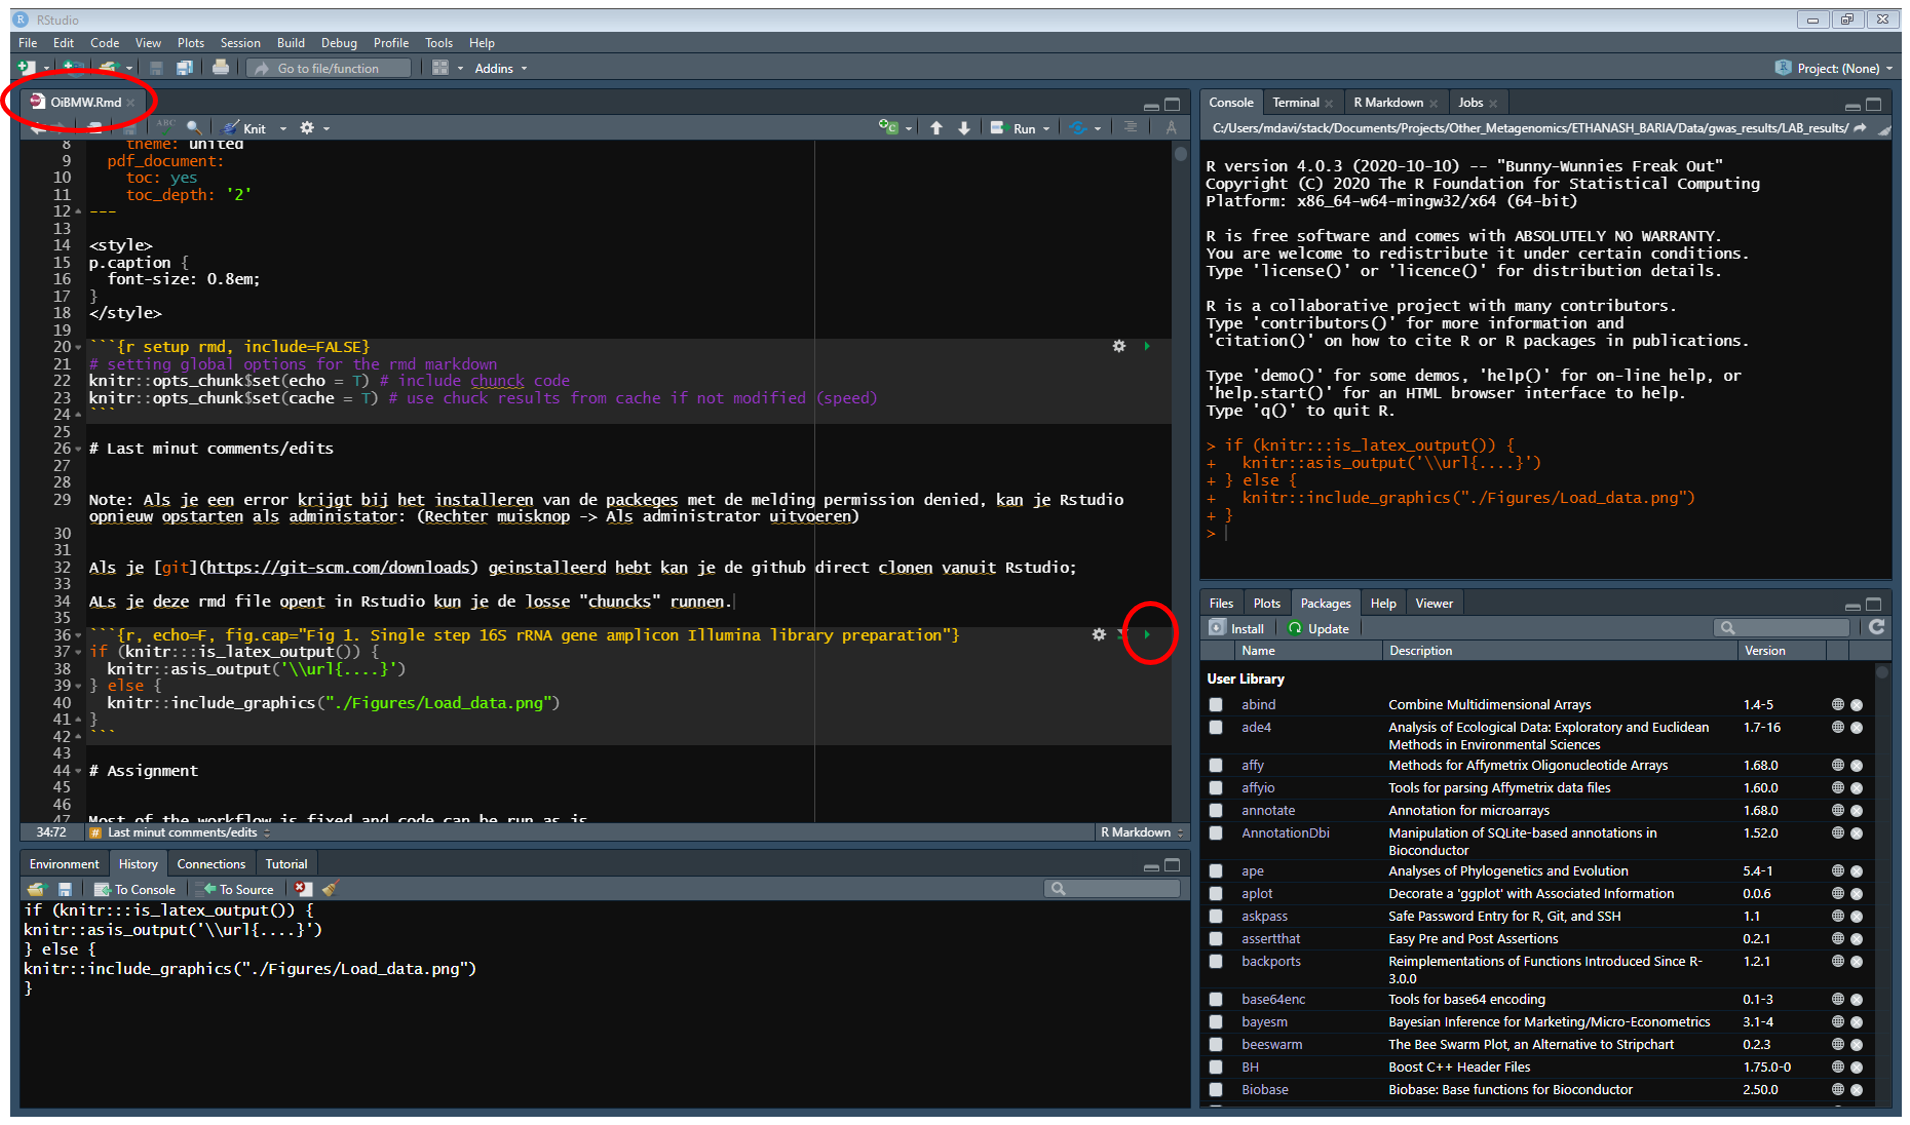 RStudio
File Edit Code View Plots Session Build Debug Profile Tools Help
Go to file/function Addins Project: (None)
OiBMW.Rmd
ABC Knit Run
8 theme: united
9 pdf_document:
10 toc: yes
11 toc_depth: '2'
12 ---
13
14 <style>
15 p.caption {
16 font-size: 0.8em;
17 }
18 </style>
19
20 ```{r setup rmd, include=FALSE}
21 # setting global options for the rmd markdown
22 knitr::opts_chunk$set(echo = T) # include chunck code
23 knitr::opts_chunk$set(cache = T) # use chuck results from cache if not modified (speed)
24 ```
25
26 # Last minut comments/edits
27
28
29 Note: Als je een error krijgt bij het installeren van de packeges met de melding permission denied, kan je Rstudio
opnieuw opstarten als administator: (Rechter muisknop -> Als administrator uitvoeren)
30
31
32 Als je [git](https://git-scm.com/downloads) geinstalleerd hebt kan je de github direct clonen vanuit Rstudio;
33
34 ALs je deze rmd file opent in Rstudio kun je de losse "chuncks" runnen.
35
36 ```{r, echo=F, fig.cap="Fig 1. Single step 16S rRNA gene amplicon Illumina library preparation"}
37 if (knitr:::is_latex_output()) {
38 knitr::asis_output('\\url{....}')
39 } else {
40 knitr::include_graphics("./Figures/Load_data.png")
41 }
42 ```
43
44 # Assignment
45
46
47 Most of the workflow is fixed and code can be run as is
34:72 # Last minut comments/edits R Markdown
Environment History Connections Tutorial
To Console To Source
if (knitr:::is_latex_output()) {
knitr::asis_output('\\url{....}')
} else {
knitr::include_graphics("./Figures/Load_data.png")
}
Console Terminal R Markdown Jobs
C:/Users/mdavi/stack/Documents/Projects/Other_Metagenomics/ETHANASH_BARIA/Data/gwas_results/LAB_results/
R version 4.0.3 (2020-10-10) -- "Bunny-Wunnies Freak Out"
Copyright (C) 2020 The R Foundation for Statistical Computing
Platform: x86_64-w64-mingw32/x64 (64-bit)
R is free software and comes with ABSOLUTELY NO WARRANTY.
You are welcome to redistribute it under certain conditions.
Type 'license()' or 'licence()' for distribution details.
R is a collaborative project with many contributors.
Type 'contributors()' for more information and
'citation()' on how to cite R or R packages in publications.
Type 'demo()' for some demos, 'help()' for on-line help, or
'help.start()' for an HTML browser interface to help.
Type 'q()' to quit R.
> if (knitr:::is_latex_output()) {
+ knitr::asis_output('\\url{....}')
+ } else {
+ knitr::include_graphics("./Figures/Load_data.png")
+ }
>
Files Plots Packages Help Viewer
Install Update
Name Description Version
User Library
abind Combine Multidimensional Arrays 1.4-5
ade4 Analysis of Ecological Data: Exploratory and Euclidean 1.7-16
Methods in Environmental Sciences
affy Methods for Affymetrix Oligonucleotide Arrays 1.68.0
affyio Tools for parsing Affymetrix data files 1.60.0
annotate Annotation for microarrays 1.68.0
AnnotationDbi Manipulation of SQLite-based annotations in 1.52.0
Bioconductor
ape Analyses of Phylogenetics and Evolution 5.4-1
aplot Decorate a 'ggplot' with Associated Information 0.0.6
askpass Safe Password Entry for R, Git, and SSH 1.1
assertthat Easy Pre and Post Assertions 0.2.1
backports Reimplementations of Functions Introduced Since R- 1.2.1
3.0.0
base64enc Tools for base64 encoding 0.1-3
bayesm Bayesian Inference for Marketing/Micro-Econometrics 3.1-4
beeswarm The Bee Swarm Plot, an Alternative to Stripchart 0.2.3
BH Boost C++ Header Files 1.75.0-0
Biobase Biobase: Base functions for Bioconductor 2.50.0